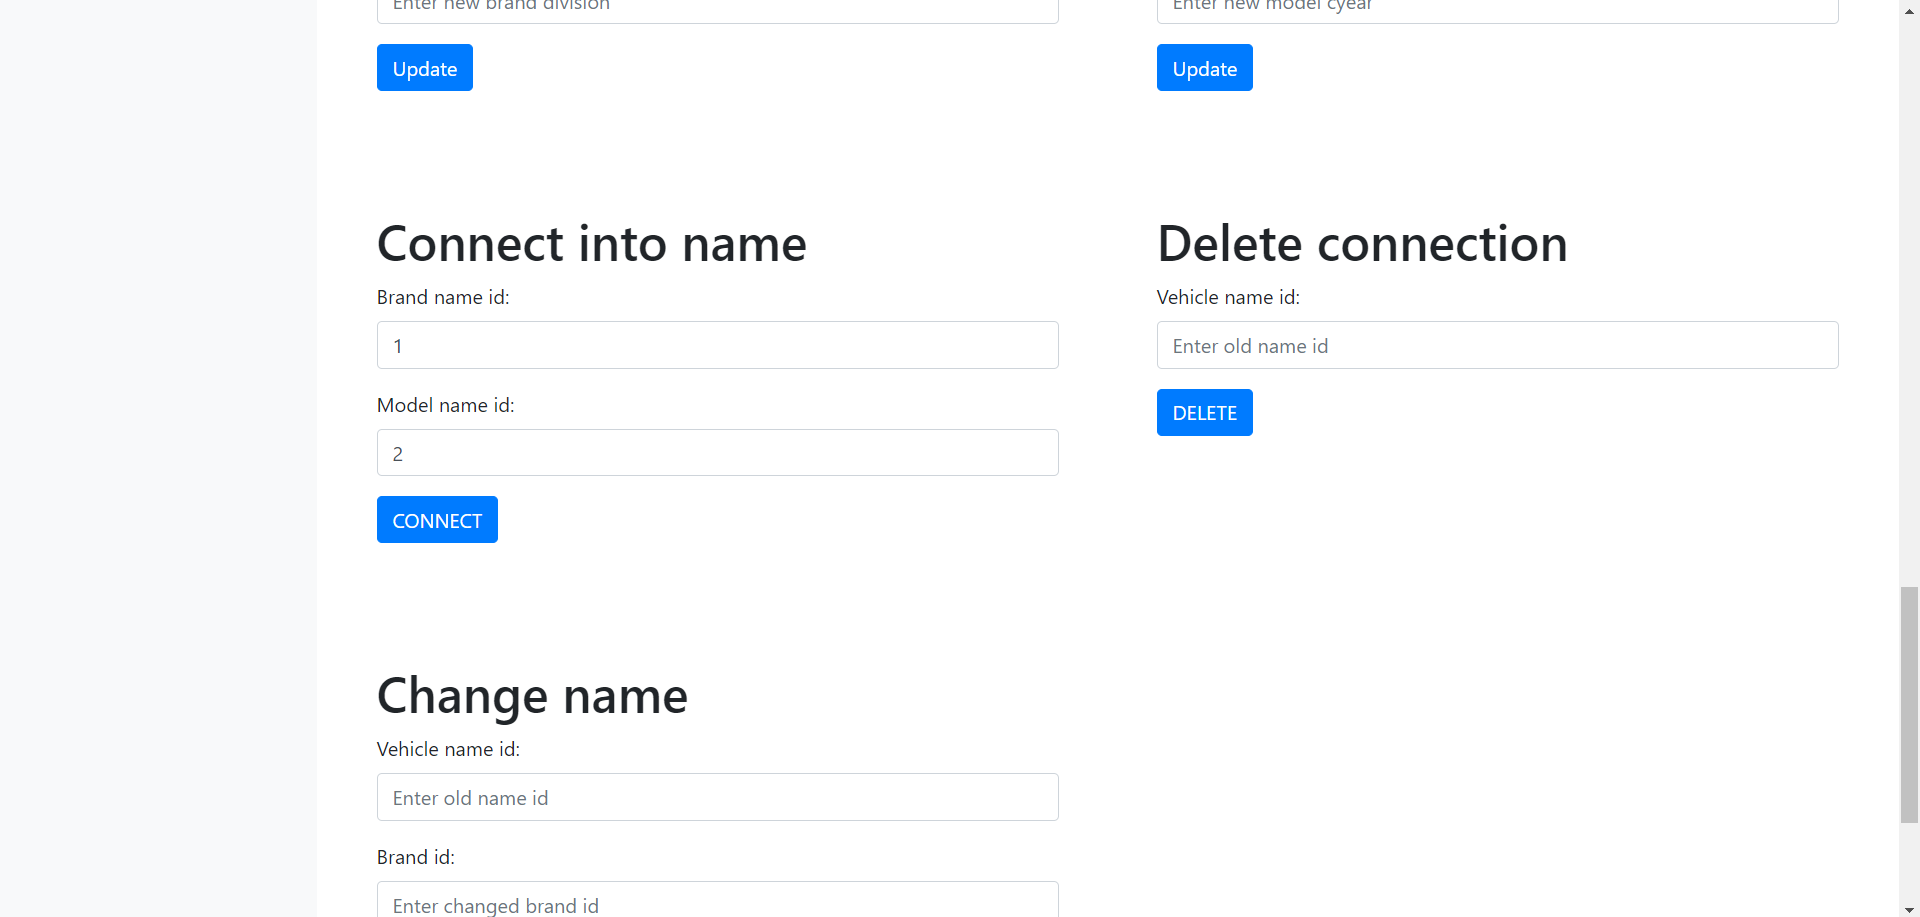 Enter new brand division
Enter new model cyear
Update
Update
Connect into name
Delete connection
Brand name id:
Vehicle name id:
1
Enter old name id
Model name id:
DELETE
2
CONNECT
Change name
Vehicle name id:
Enter old name id
Brand id:
Enter changed brand id